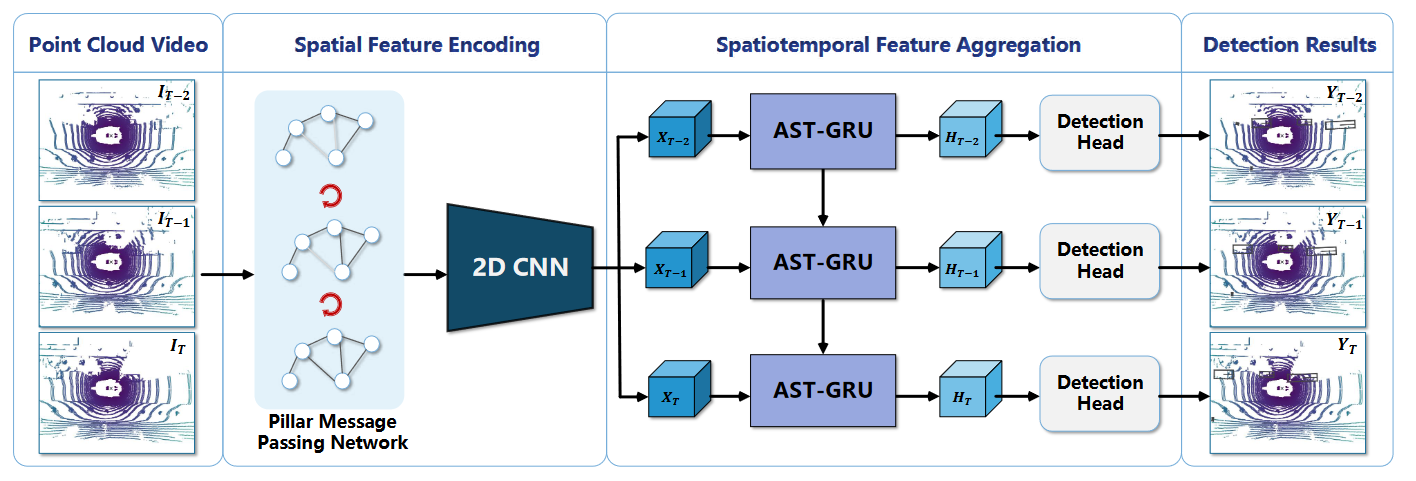 Point Cloud Video
Spatial Feature Encoding
Spatiotemporal Feature Aggregation
Detection Results
I_{T-2}
I_{T-1}
I_T
Pillar Message
Passing Network
2D CNN
X_{T-2}
AST-GRU
H_{T-2}
Detection
Head
X_{T-1}
AST-GRU
H_{T-1}
Detection
Head
X_T
AST-GRU
H_T
Detection
Head
Y_{T-2}
Y_{T-1}
Y_T